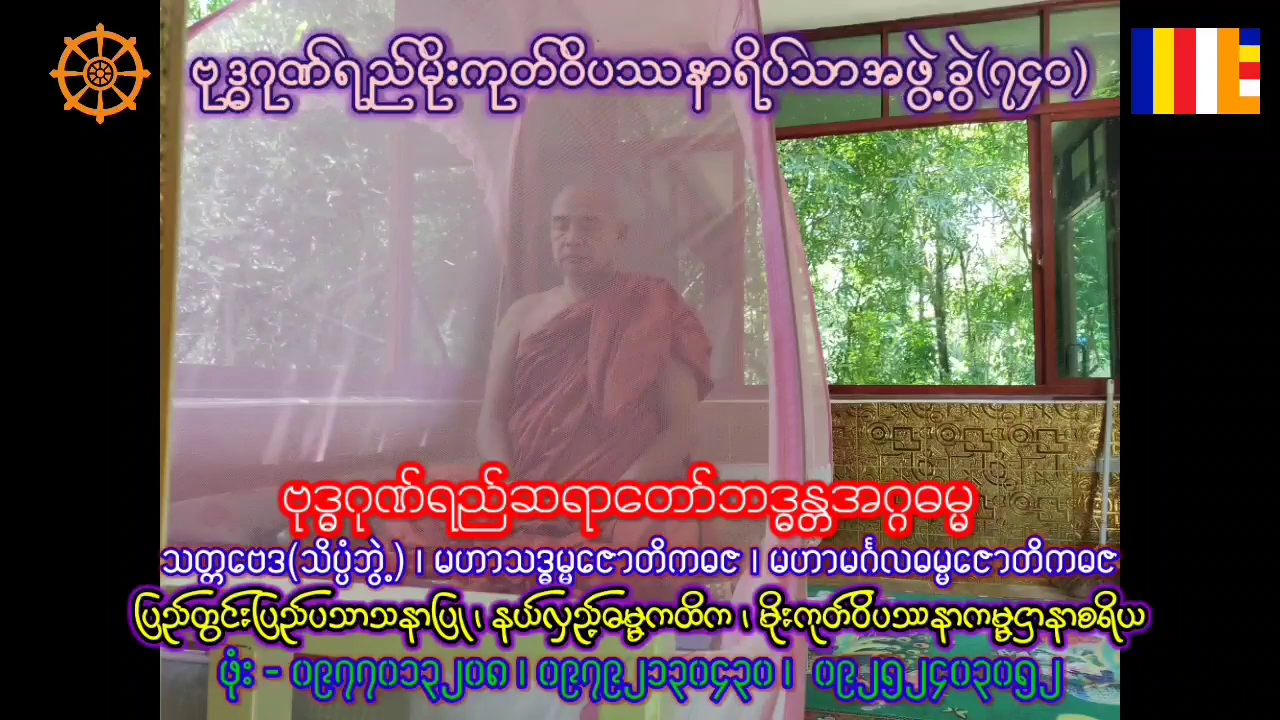 ဗုဒ္ဓဂုဏ်ရည်မိုးကုတ်ဝိပဿနာရိပ်သာအဖွဲ့ခွဲ(၇၄၀)
ဗုဒ္ဓဂုဏ်ရည်ဆရာတော်ဘဒ္ဓန္တအဂ္ဂဓမ္မ
သတ္တဗေဒ(သိပ္ပံဘွဲ့) ၊ မဟာသဒ္ဓမ္မဇောတိကဓဇ ၊ မဟာမင်္ဂလဓမ္မဇောတိကဓဇ
ပြည်တွင်းပြည်ပသာသနာပြု ၊ နယ်လှည့်ဓမ္မကထိက ၊ မိုးကုတ်ဝိပဿနာကမ္မဋ္ဌာနာစရိယ
ဖုံး - ၀၉၇၇၀၁၃၂၀၈ ၊ ၀၉၇၉၂၁၃၀၄၃၀ ၊ ၀၉၂၅၂၄၀၃၀၅၂